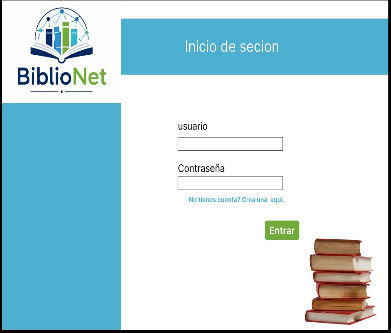 BiblioNet
Inicio de secion
usuario
Contraseña
No tienes cuenta? Crea una aqui..
Entrar